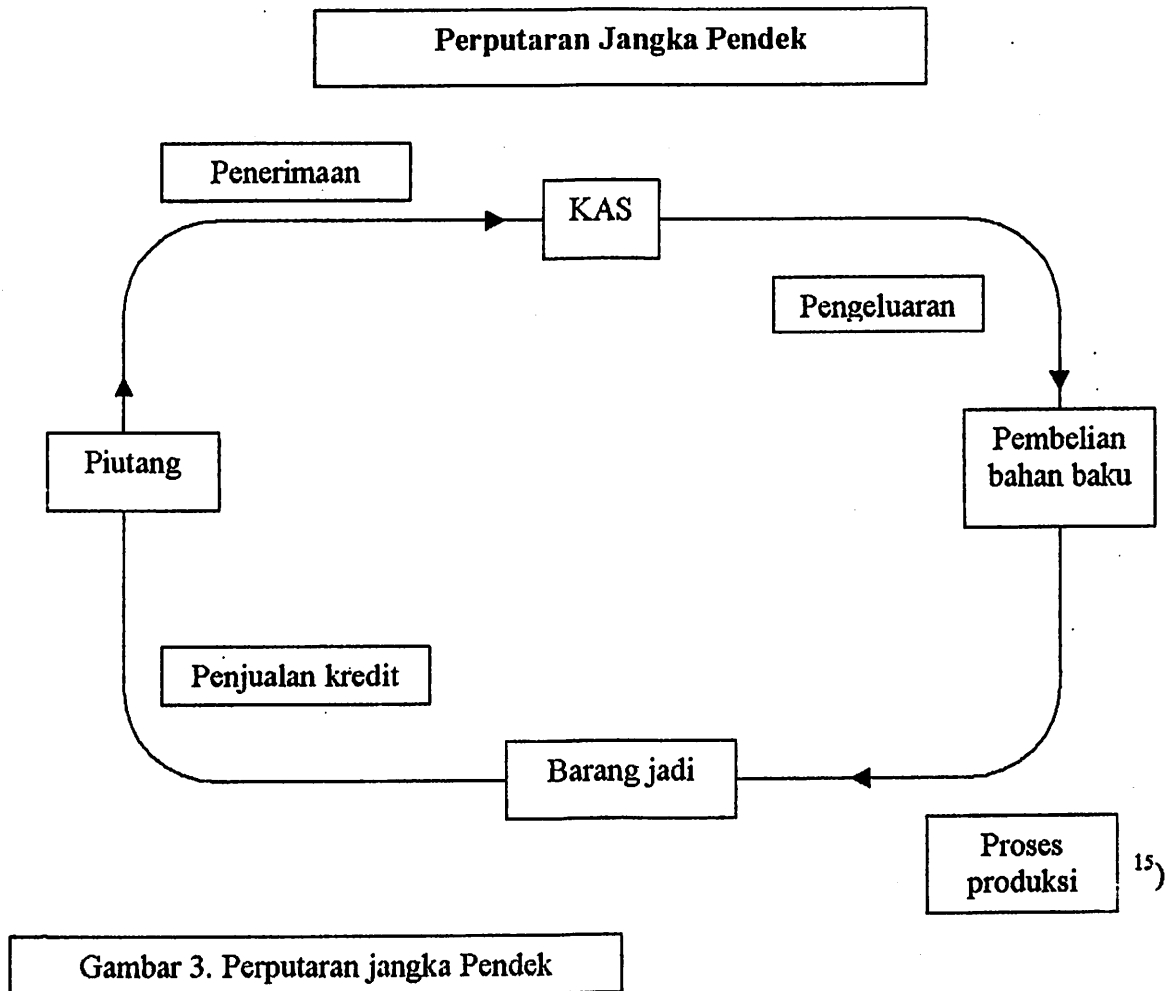 Perputaran Jangka Pendek
Penerimaan
KAS
Pengeluaran
Piutang
Pembelian
bahan baku
Penjualan kredit
Barang jadi
Proses
produksi
15)
Gambar 3. Perputaran jangka Pendek